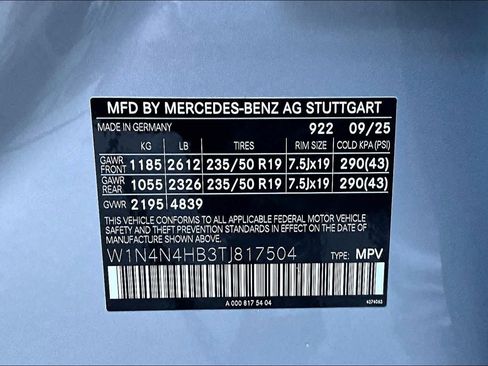 MFD BY MERCEDES-BENZ AG STUTTGART
MADE IN GERMANY 922 09/25
KG LB TIRES RIM SIZE COLD KPA (PSI)
GAWR FRONT 1185 2612 235/50 R19 7.5Jx19 290(43)
GAWR REAR 1055 2326 235/50 R19 7.5Jx19 290(43)
GVWR 2195 4839
THIS VEHICLE CONFORMS TO ALL APPLICABLE FEDERAL MOTOR VEHICLE
SAFETY, BUMPER, AND THEFT PREVENTION STANDARDS IN
EFFECT ON THE DATE OF MANUFACTURE SHOWN ABOVE.
W1N4N4HB3TJ817504 TYPE: MPV
A 000 817 54 04